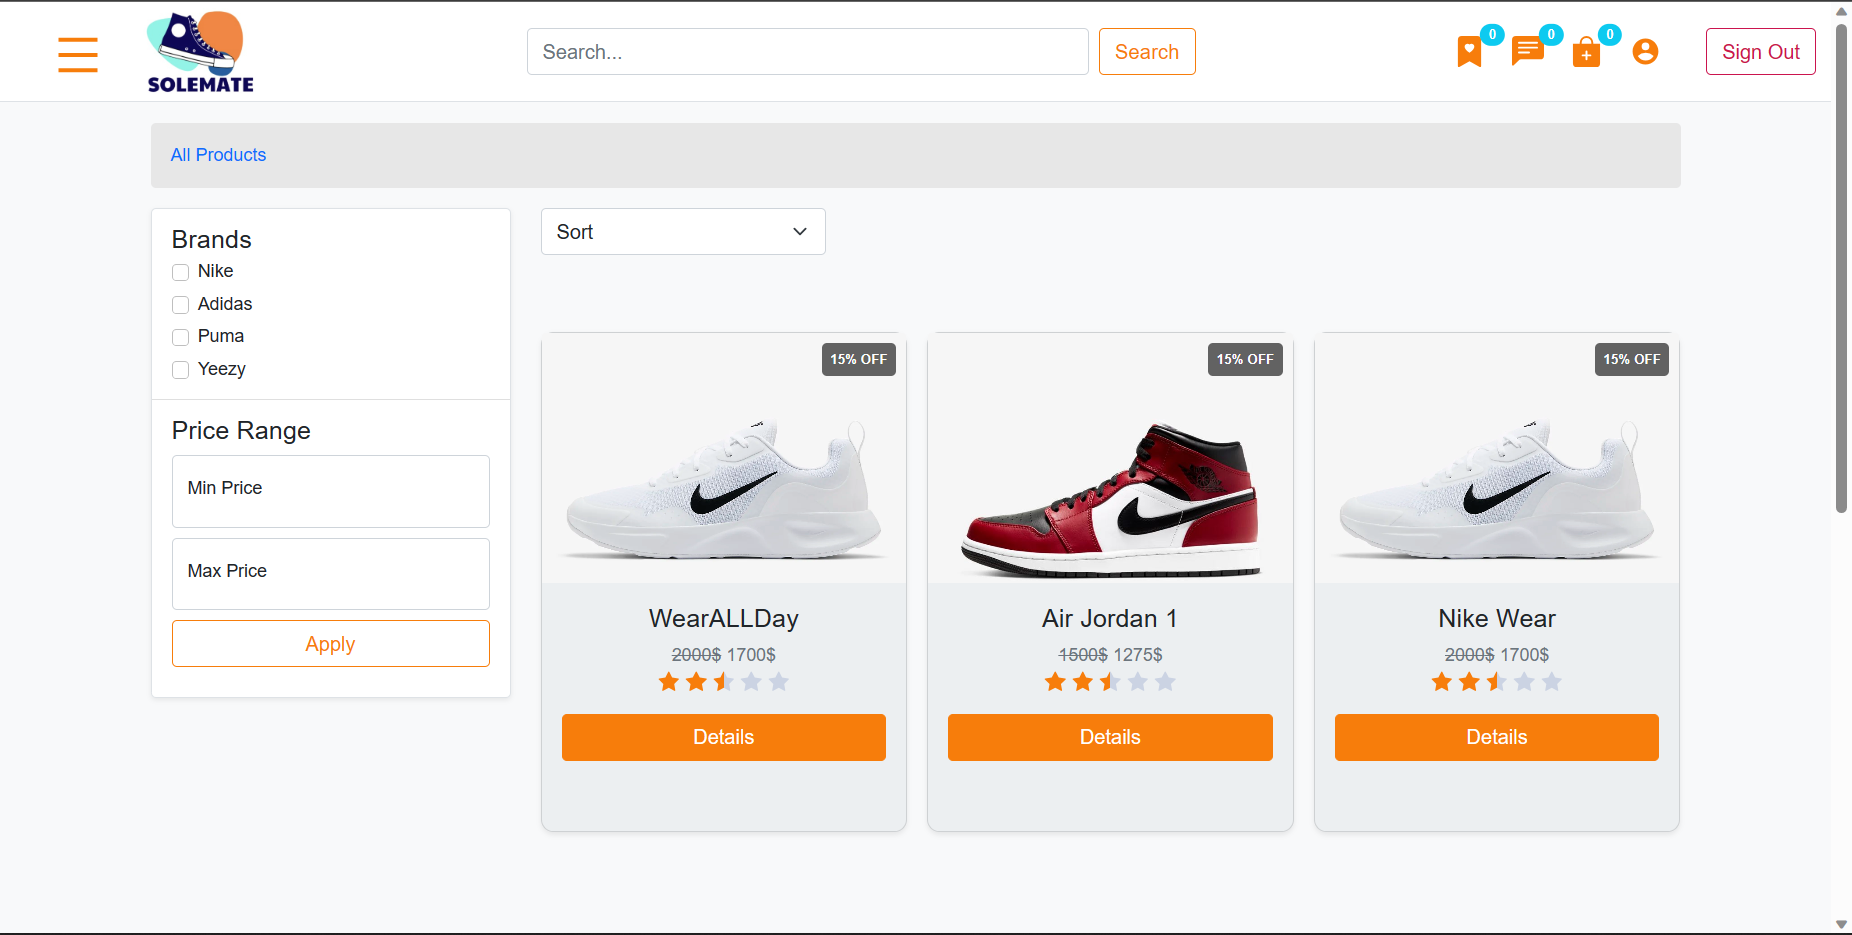 SOLEMATE
Search...
Search
0
0
0
Sign Out
All Products
Brands
Nike
Adidas
Puma
Yeezy
Price Range
Min Price
Max Price
Apply
Sort
15% OFF
WearALLDay
2000$ 1700$
Details
15% OFF
Air Jordan 1
1500$ 1275$
Details
15% OFF
Nike Wear
2000$ 1700$
Details